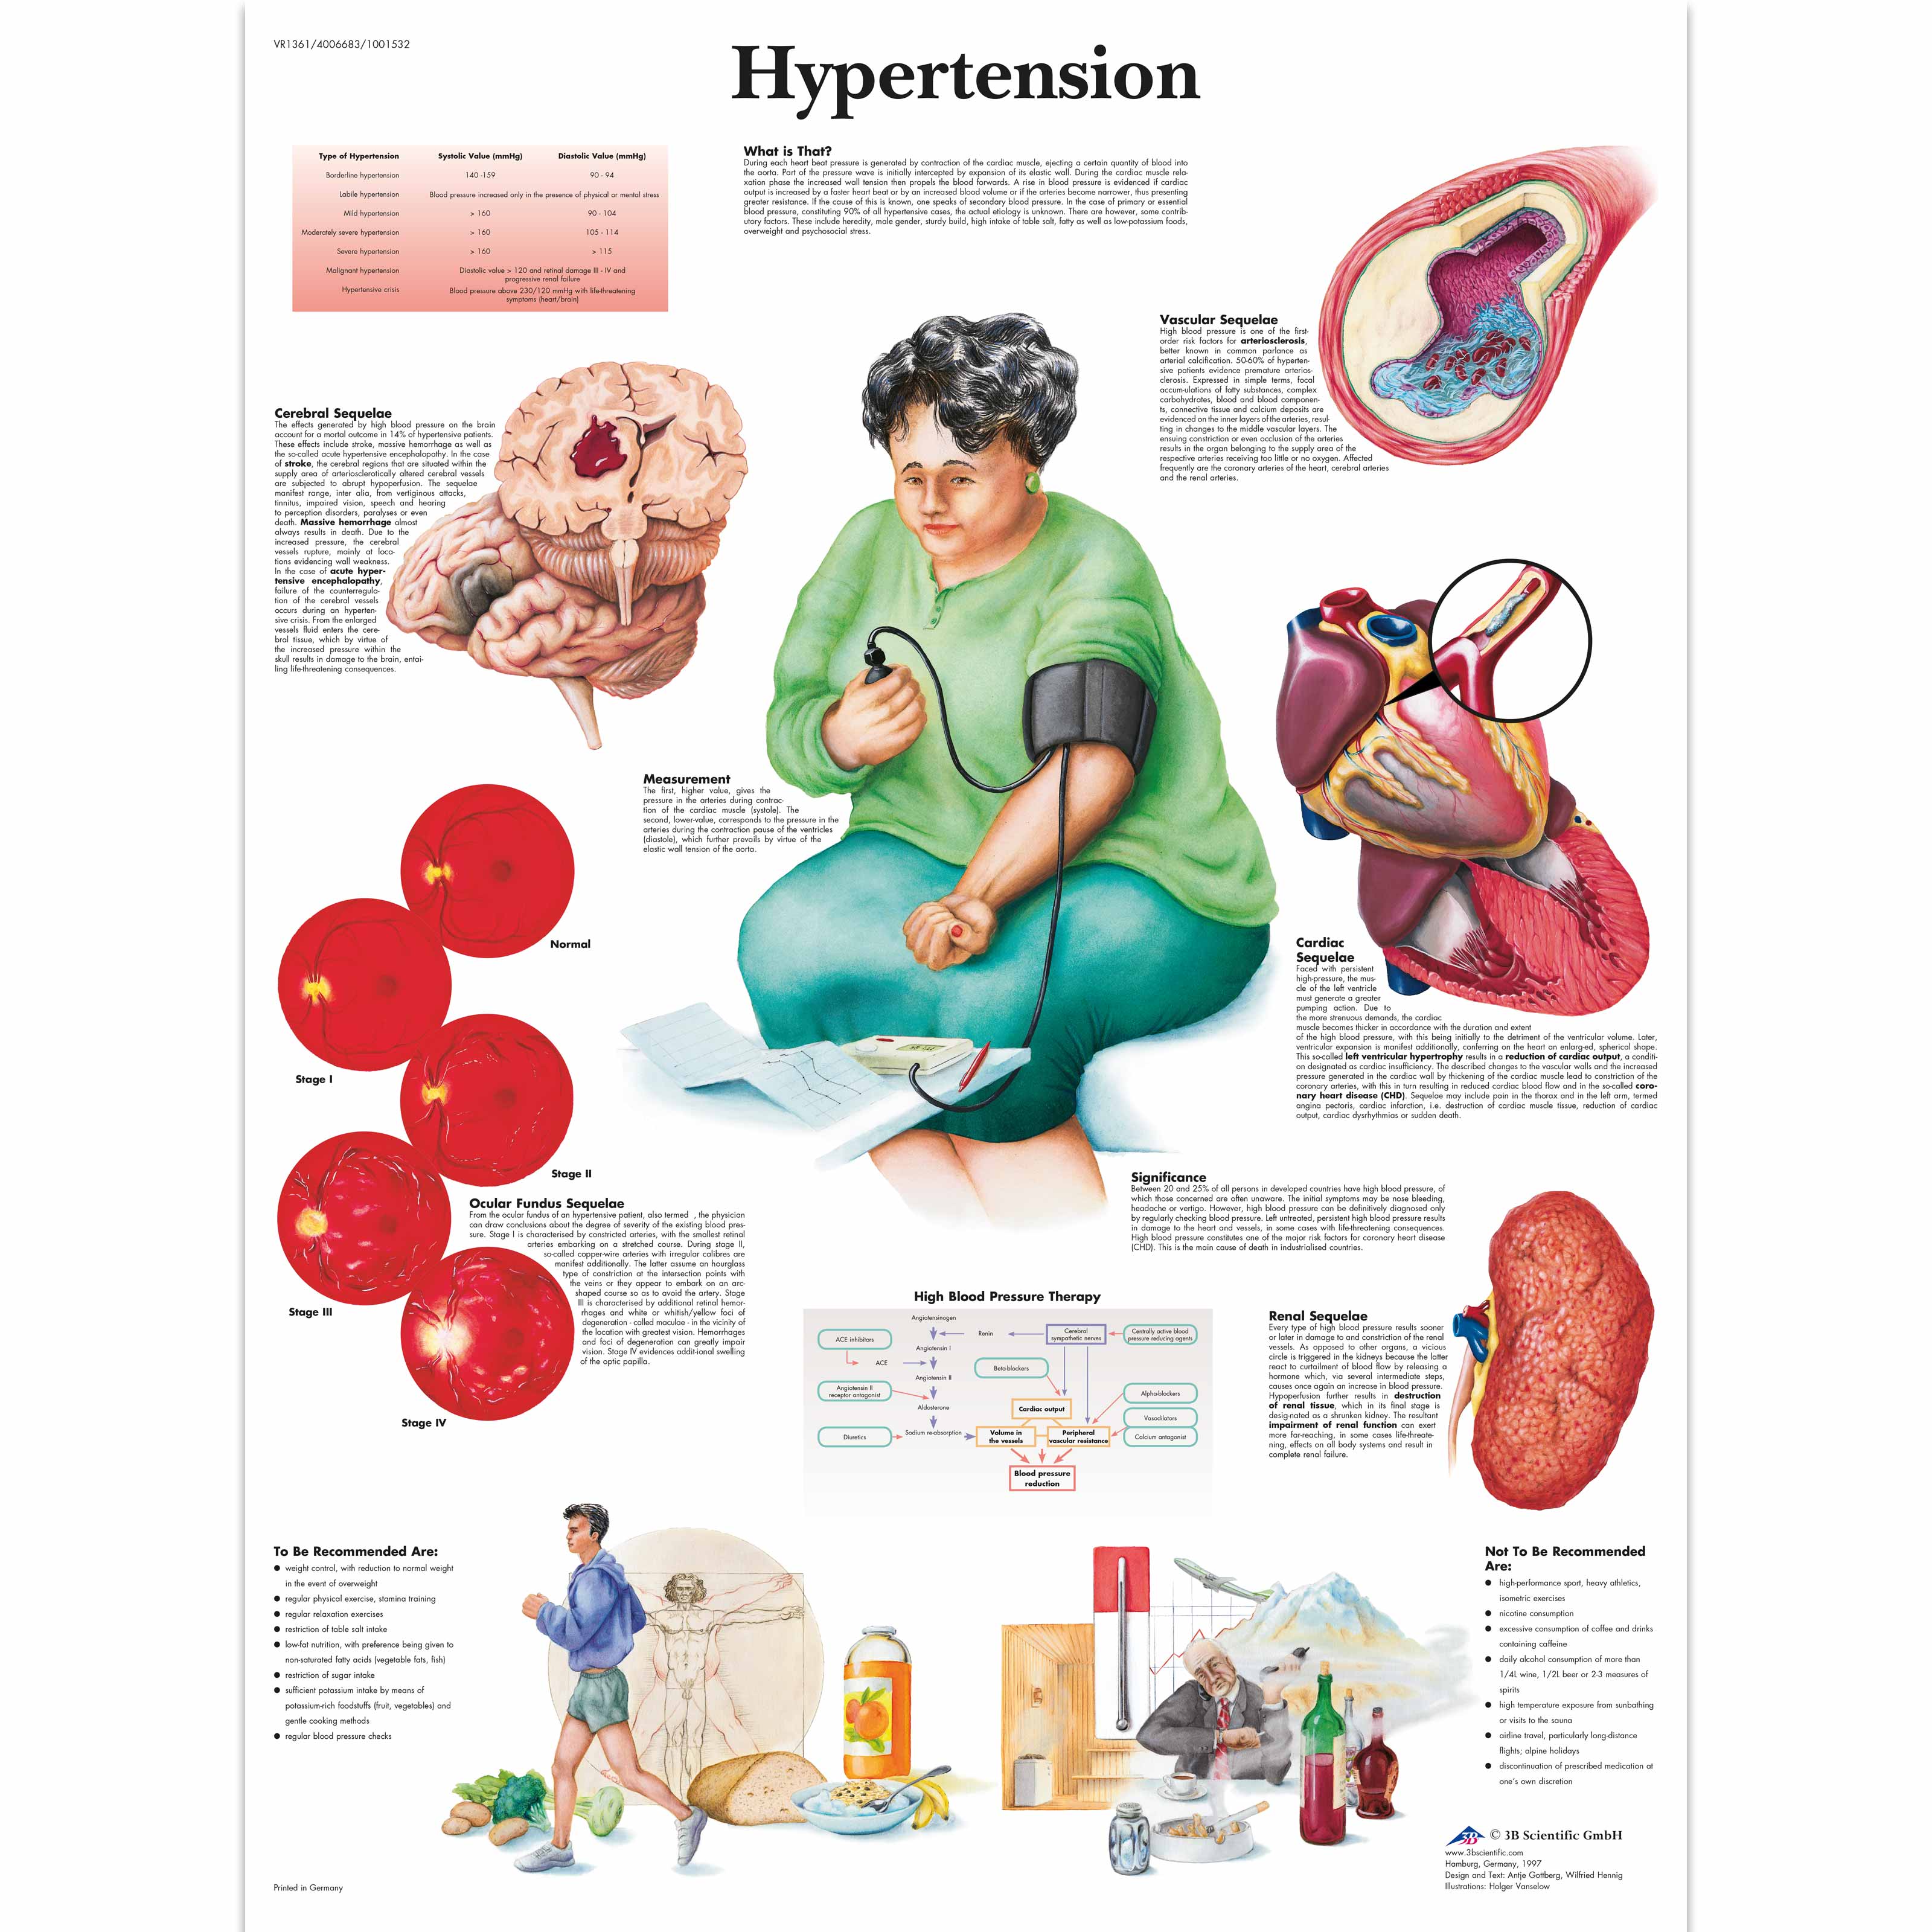 VR1361/4006683/1001532
Hypertension
Type of Hypertension Systolic Value (mmHg) Diastolic Value (mmHg)
Borderline hypertension 140 -159 90 - 94
Labile hypertension Blood pressure increased only in the presence of physical or mental stress
Mild hypertension > 160 90 - 104
Moderately severe hypertension > 160 105 - 114
Severe hypertension > 160 > 115
Malignant hypertension Diastolic value > 120 and retinal damage III - IV and
progressive renal failure
Hypertensive crisis Blood pressure above 230/120 mmHg with life-threatening
symptoms (heart/brain)
What is That?
During each heart beat pressure is generated by contraction of the cardiac muscle, ejecting a certain quantity of blood into
the aorta. Part of the pressure wave is initially intercepted by expansion of its elastic wall. During the cardiac muscle rela-
xation phase the increased wall tension then propels the blood forwards. A rise in blood pressure is evidenced if cardiac
output is increased by a faster heart beat or by an increased blood volume or if the arteries become narrower, thus presenting
greater resistance. If the cause of this is known, one speaks of secondary blood pressure. In the case of primary or essential
blood pressure, constituting 90% of all hypertensive cases, the actual etiology is unknown. There are however, some contrib-
utory factors. These include heredity, male gender, sturdy build, high intake of table salt, fatty as well as low-potassium foods,
overweight and psychosocial stress.
Vascular Sequelae
High blood pressure is one of the first-
order risk factors for arteriosclerosis,
better known in common parlance as
arterial calcification. 50-60% of hyperten-
sive patients evidence premature arterios-
clerosis. Expressed in simple terms, focal
accum-ulations of fatty substances, complex
carbohydrates, blood and blood componen-
ts, connective tissue and calcium deposits are
evidenced on the inner layers of the arteries, resul-
ting in changes to the middle vascular layers. The
ensuing constriction or even occlusion of the arteries
results in the organ belonging to the supply area of the
respective arteries receiving too little or no oxygen. Affected
frequently are the coronary arteries of the heart, cerebral arteries
and the renal arteries.
Cerebral Sequelae
The effects generated by high blood pressure on the brain
account for a mortal outcome in 14% of hypertensive patients.
These effects include stroke, massive hemorrhage as well as
the so-called acute hypertensive encephalopathy. In the case
of stroke, the cerebral regions that are situated within the
supply area of arteriosclerotically altered cerebral vessels
are subjected to abrupt hypoperfusion. The sequelae
manifest range, inter alia, from vertiginous attacks,
tinnitus, impaired vision, speech and hearing
to perception disorders, paralyses or even
death. Massive hemorrhage almost
always results in death. Due to the
increased pressure, the cerebral
vessels rupture, mainly at loca-
tions evidencing wall weakness.
In the case of acute hyper-
tensive encephalopathy,
failure of the counterregula-
tion of the cerebral vessels
occurs during an hyperten-
sive crisis. From the enlarged
vessels fluid enters the cere-
bral tissue, which by virtue of
the increased pressure within the
skull results in damage to the brain, entai-
ling life-threatening consequences.
Measurement
The first, higher value, gives the
pressure in the arteries during contrac-
tion of the cardiac muscle (systole). The
second, lower-value, corresponds to the pressure in the
arteries during the contraction pause of the ventricles
(diastole), which further prevails by virtue of the
elastic wall tension of the aorta.
Normal
Stage I
Stage II
Stage III
Stage IV
Cardiac
Sequelae
Faced with persistent
high-pressure, the mus-
cle of the left ventricle
must generate a greater
pumping action. Due to
the more strenuous demands, the cardiac
muscle becomes thicker in accordance with the duration and extent
of the high blood pressure, with this being initially to the detriment of the ventricular volume. Later,
ventricular expansion is manifest additionally, conferring on the heart an enlarg-ed, spherical shape.
This so-called left ventricular hypertrophy results in a reduction of cardiac output, a conditi-
on designated as cardiac insufficiency. The described changes to the vascular walls and the increased
pressure generated in the cardiac wall by thickening of the cardiac muscle lead to constriction of the
coronary arteries, with this in turn resulting in reduced cardiac blood flow and in the so-called coro-
nary heart disease (CHD). Sequelae may include pain in the thorax and in the left arm, termed
angina pectoris, cardiac infarction, i.e. destruction of cardiac muscle tissue, reduction of cardiac
output, cardiac dysrhythmias or sudden death.
Ocular Fundus Sequelae
From the ocular fundus of an hypertensive patient, also termed , the physician
can draw conclusions about the degree of severity of the existing blood pres-
sure. Stage I is characterised by constricted arteries, with the smallest retinal
arteries embarking on a stretched course. During stage II,
so-called copper-wire arteries with irregular calibres are
manifest additionally. The latter assume an hourglass
type of constriction at the intersection points with
the veins or they appear to embark on an arc-
shaped course so as to avoid the artery. Stage
III is characterised by additional retinal hemor-
rhages and white or whitish/yellow foci of
degeneration - called maculae - in the vicinity of
the location with greatest vision. Hemorrhages
and foci of degeneration can greatly impair
vision. Stage IV evidences addit-ional swelling
of the optic papilla.
Significance
Between 20 and 25% of all persons in developed countries have high blood pressure, of
which those concerned are often unaware. The initial symptoms may be nose bleeding,
headache or vertigo. However, high blood pressure can be definitively diagnosed only
by regularly checking blood pressure. Left untreated, persistent high blood pressure results
in damage to the heart and vessels, in some cases with life-threatening consequences.
High blood pressure constitutes one of the major risk factors for coronary heart disease
(CHD). This is the main cause of death in industrialised countries.
High Blood Pressure Therapy
Angiotensinogen
ACE inhibitors
Renin
Cerebral
sympathetic nerves
Centrally active blood
pressure reducing agents
Angiotensin I
ACE
Beta-blockers
Angiotensin II
Angiotensin II
receptor antagonist
Alpha-blockers
Aldosterone
Cardiac output
Vasodilators
Diuretics
Sodium re-absorption
Volume in
the vessels
Peripheral
vascular resistance
Calcium antagonist
Blood pressure
reduction
Renal Sequelae
Every type of high blood pressure results sooner
or later in damage to and constriction of the renal
vessels. As opposed to other organs, a vicious
circle is triggered in the kidneys because the latter
react to curtailment of blood flow by releasing a
hormone which, via several intermediate steps,
causes once again an increase in blood pressure.
Hypoperfusion further results in destruction
of renal tissue, which in its final stage is
desig-nated as a shrunken kidney. The resultant
impairment of renal function can exert
more far-reaching, in some cases life-threate-
ning, effects on all body systems and result in
complete renal failure.
To Be Recommended Are:
● weight control, with reduction to normal weight
in the event of overweight
● regular physical exercise, stamina training
● regular relaxation exercises
● restriction of table salt intake
● low-fat nutrition, with preference being given to
non-saturated fatty acids (vegetable fats, fish)
● restriction of sugar intake
● sufficient potassium intake by means of
potassium-rich foodstuffs (fruit, vegetables) and
gentle cooking methods
● regular blood pressure checks
Not To Be Recommended
Are:
● high-performance sport, heavy athletics,
isometric exercises
● nicotine consumption
● excessive consumption of coffee and drinks
containing caffeine
● daily alcohol consumption of more than
1/4L wine, 1/2L beer or 2-3 measures of
spirits
● high temperature exposure from sunbathing
or visits to the sauna
● airline travel, particularly long-distance
flights; alpine holidays
● discontinuation of prescribed medication at
one's own discretion
3B © 3B Scientific GmbH
www.3bscientific.com
Hamburg, Germany, 1997
Design and Text: Antje Gottberg, Wilfried Hennig
Illustrations: Holger Vanselow
Printed in Germany